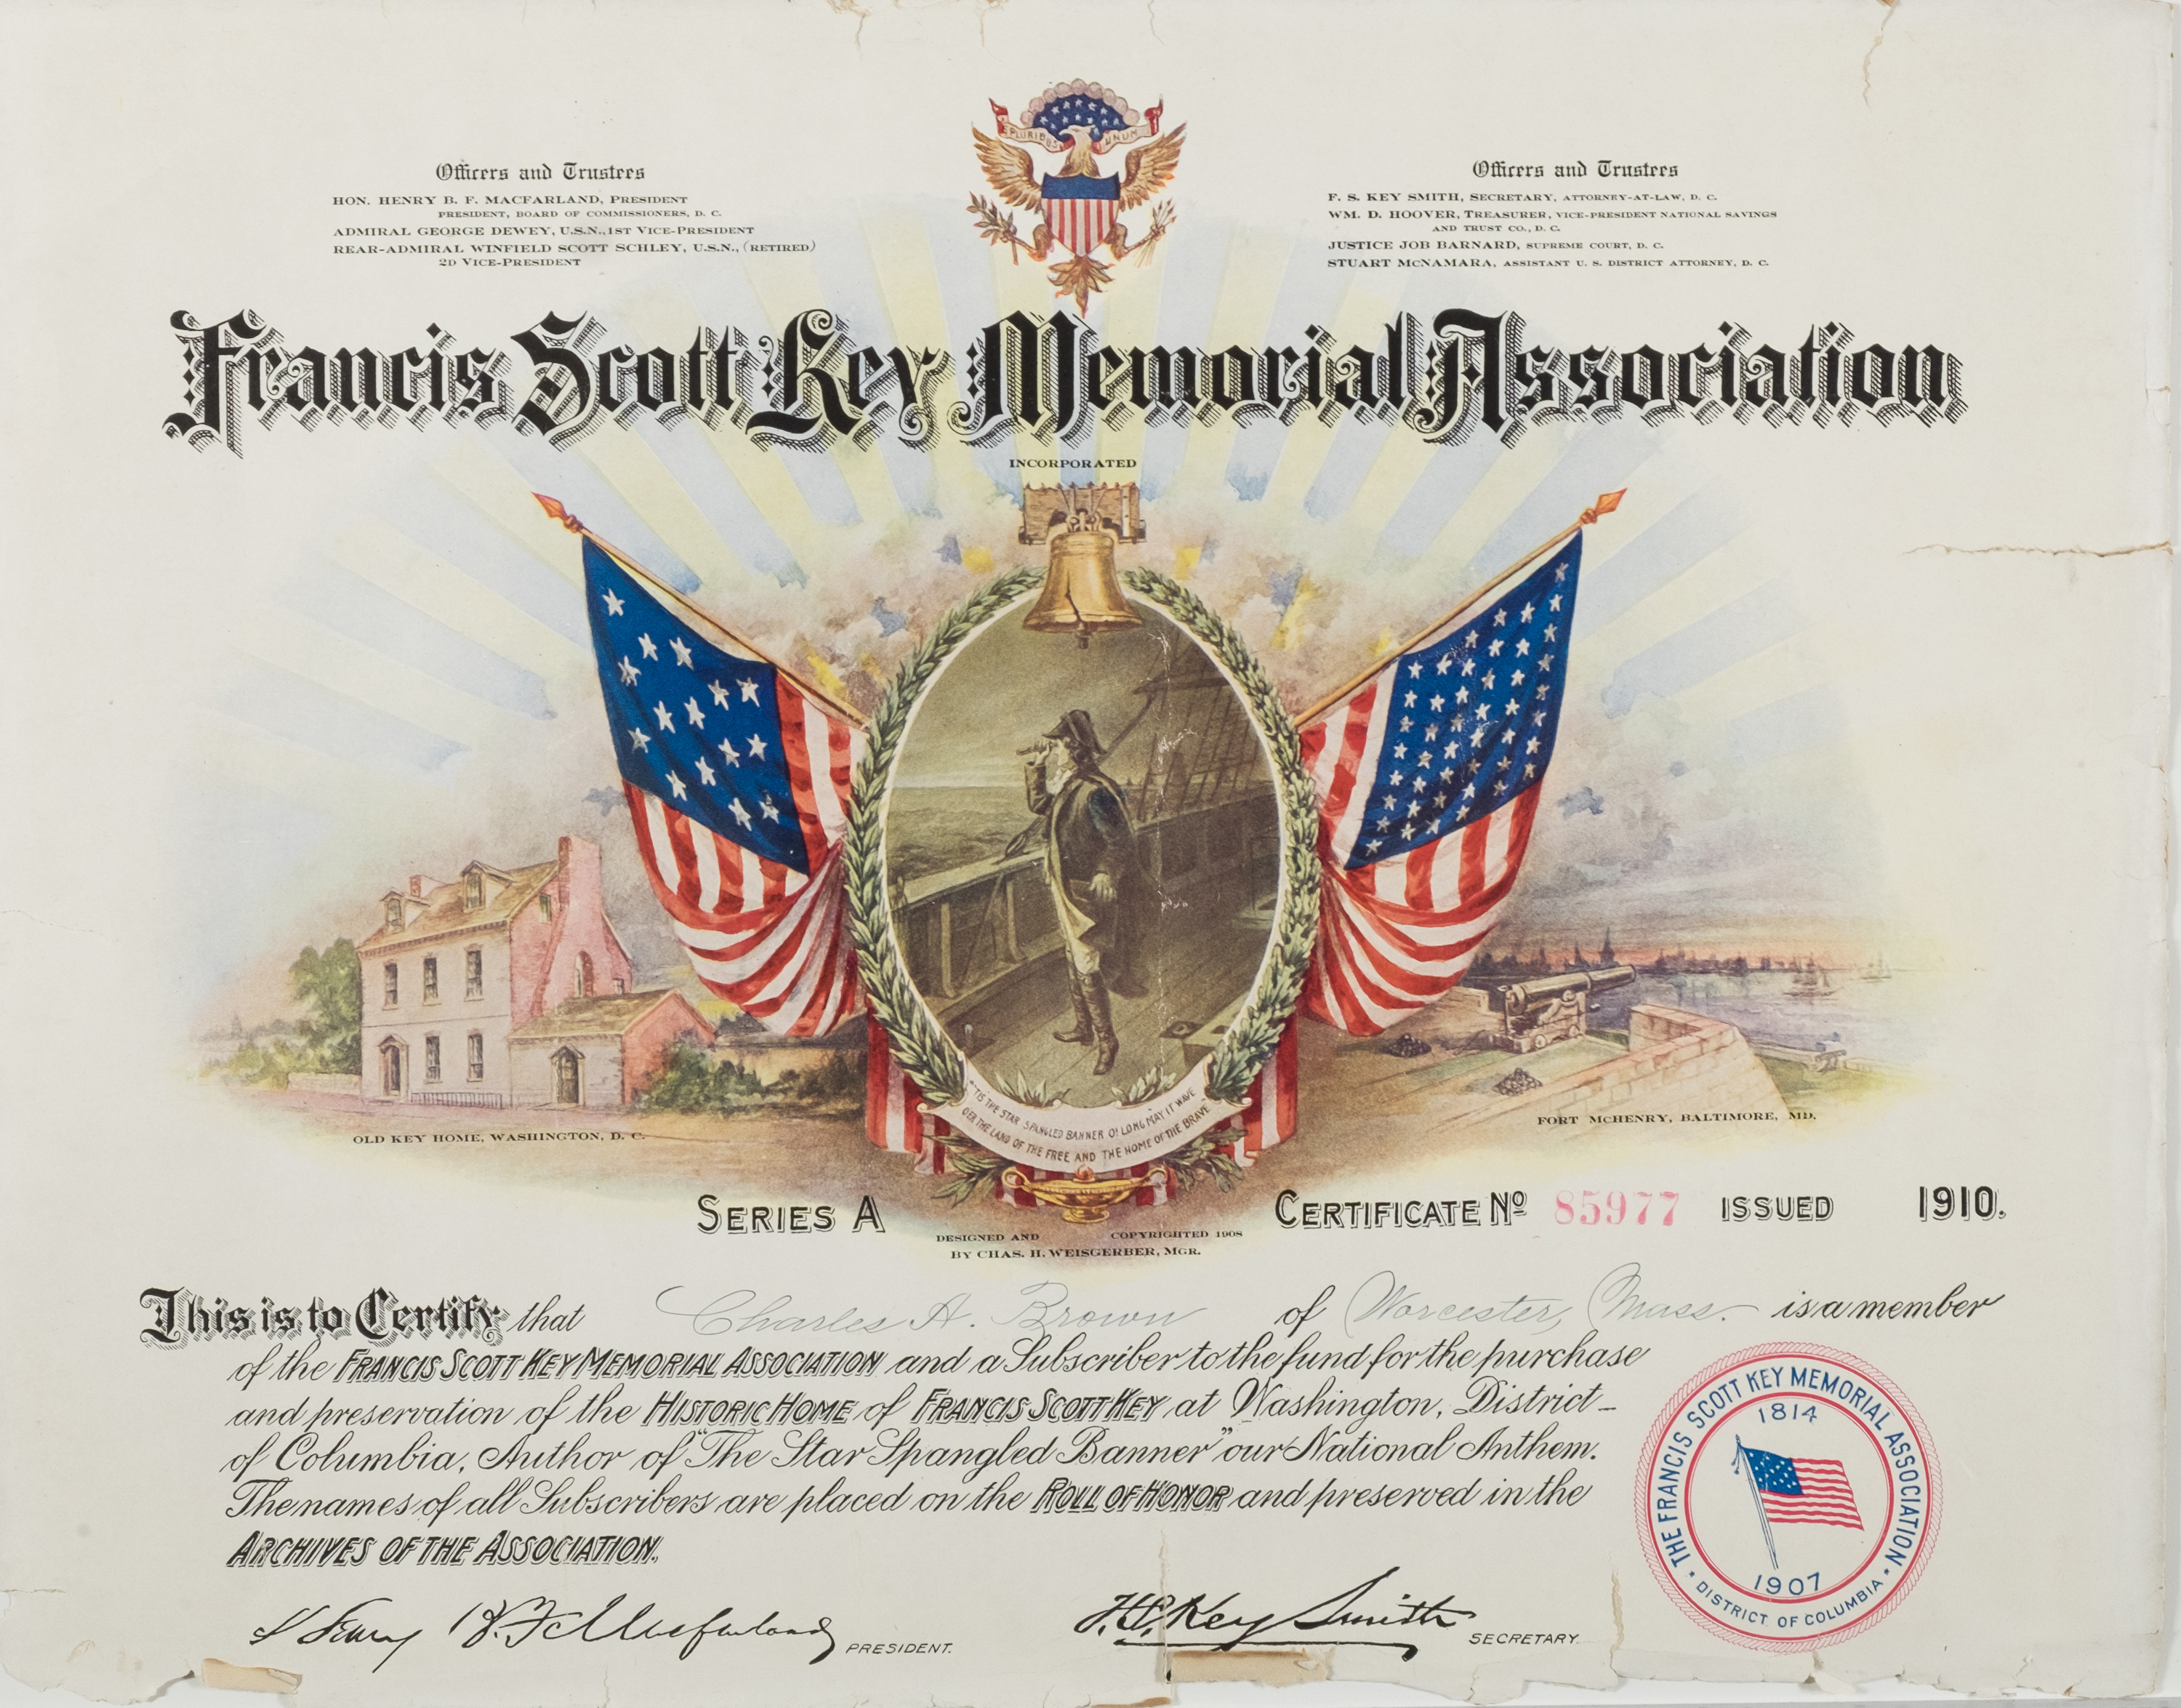 PLURIBUS UNUM
Officers and Trustees
HON. HENRY B. F. MACFARLAND, PRESIDENT
PRESIDENT, BOARD OF COMMISSIONERS, D. C.
ADMIRAL GEORGE DEWEY, U.S.N., 1ST VICE-PRESIDENT
REAR-ADMIRAL WINFIELD SCOTT SCHLEY, U.S.N., (RETIRED)
2D VICE-PRESIDENT
Officers and Trustees
F. S. KEY SMITH, SECRETARY, ATTORNEY-AT-LAW, D. C.
WM. D. HOOVER, TREASURER, VICE-PRESIDENT NATIONAL SAVINGS
AND TRUST CO., D. C.
JUSTICE JOB BARNARD, SUPREME COURT, D. C.
STUART MCNAMARA, ASSISTANT U. S. DISTRICT ATTORNEY, D. C.
Francis Scott Key Memorial Association
INCORPORATED
"'TIS THE STAR SPANGLED BANNER O! LONG MAY IT WAVE
OER THE LAND OF THE FREE AND THE HOME OF THE BRAVE"
OLD KEY HOME, WASHINGTON, D. C.
FORT MCHENRY, BALTIMORE, MD.
SERIES A
CERTIFICATE No 85977 ISSUED 1910.
DESIGNED AND COPYRIGHTED 1908
BY CHAS. H. WEISGERBER, MGR.
This is to Certify that Charles A. Brown of Worcester, Mass. is a member
of the FRANCIS SCOTT KEY MEMORIAL ASSOCIATION and a Subscriber to the fund for the purchase
and preservation of the HISTORIC HOME of FRANCIS SCOTT KEY at Washington, District
of Columbia, Author of "The Star Spangled Banner" our National Anthem.
The names of all Subscribers are placed on the ROLL OF HONOR and preserved in the
ARCHIVES OF THE ASSOCIATION.
Henry B. F. Macfarland PRESIDENT.
F. S. Key Smith SECRETARY.
THE FRANCIS SCOTT KEY MEMORIAL ASSOCIATION
1814
1907
• DISTRICT OF COLUMBIA •